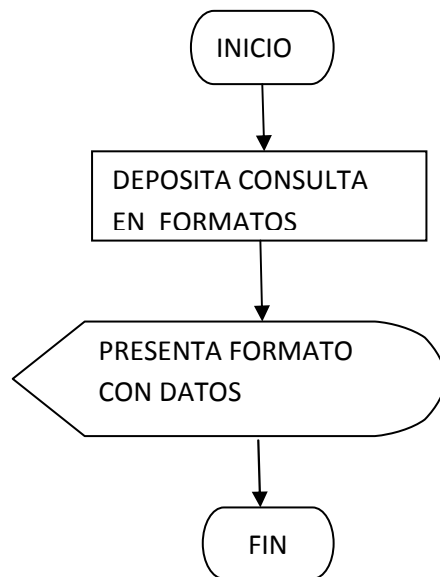 INICIO
DEPOSITA CONSULTA
EN FORMATOS
PRESENTA FORMATO
CON DATOS
FIN